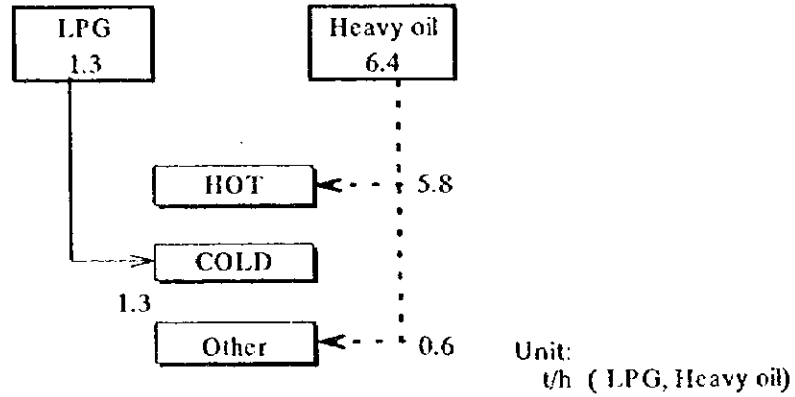 LPG
1.3
Heavy oil
6.4
HOT
5.8
COLD
1.3
Other
0.6
Unit:
t/h ( LPG, Heavy oil)